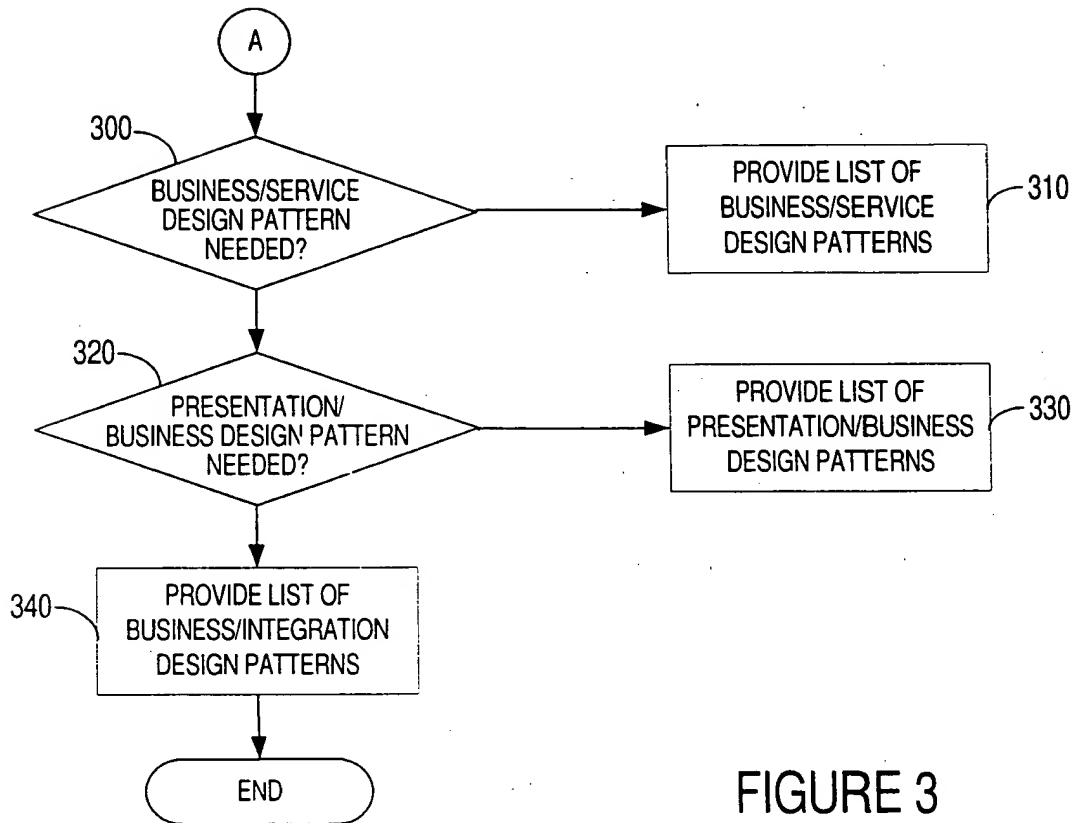 A
300
BUSINESS/SERVICE
DESIGN PATTERN
NEEDED?
PROVIDE LIST OF
BUSINESS/SERVICE
DESIGN PATTERNS
310
320
PRESENTATION/
BUSINESS DESIGN PATTERN
NEEDED?
PROVIDE LIST OF
PRESENTATION/BUSINESS
DESIGN PATTERNS
330
340
PROVIDE LIST OF
BUSINESS/INTEGRATION
DESIGN PATTERNS
END
FIGURE 3